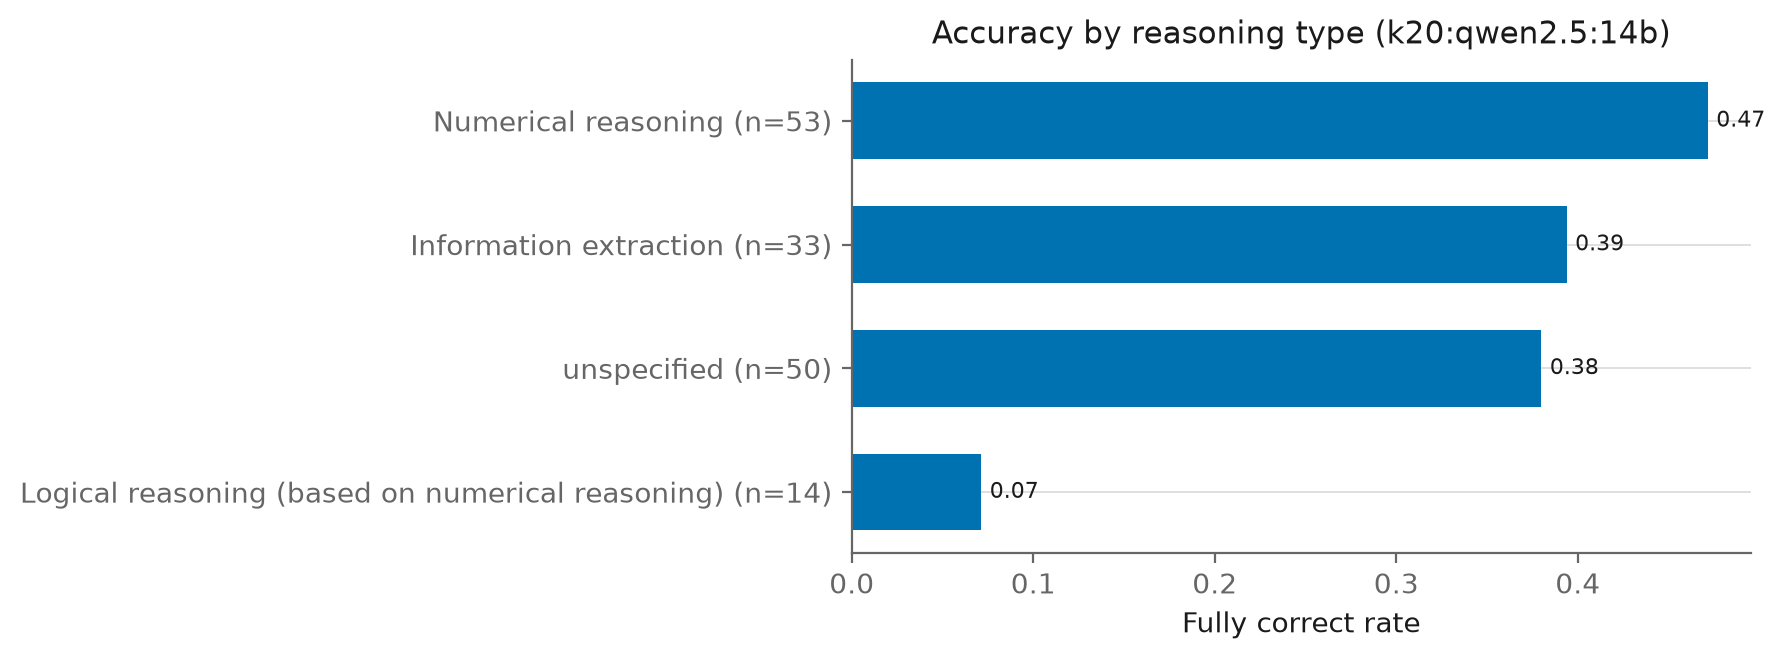 Accuracy by reasoning type (k20:qwen2.5:14b)
Numerical reasoning (n=53) 0.47
Information extraction (n=33) 0.39
unspecified (n=50) 0.38
Logical reasoning (based on numerical reasoning) (n=14) 0.07
0.0 0.1 0.2 0.3 0.4
Fully correct rate